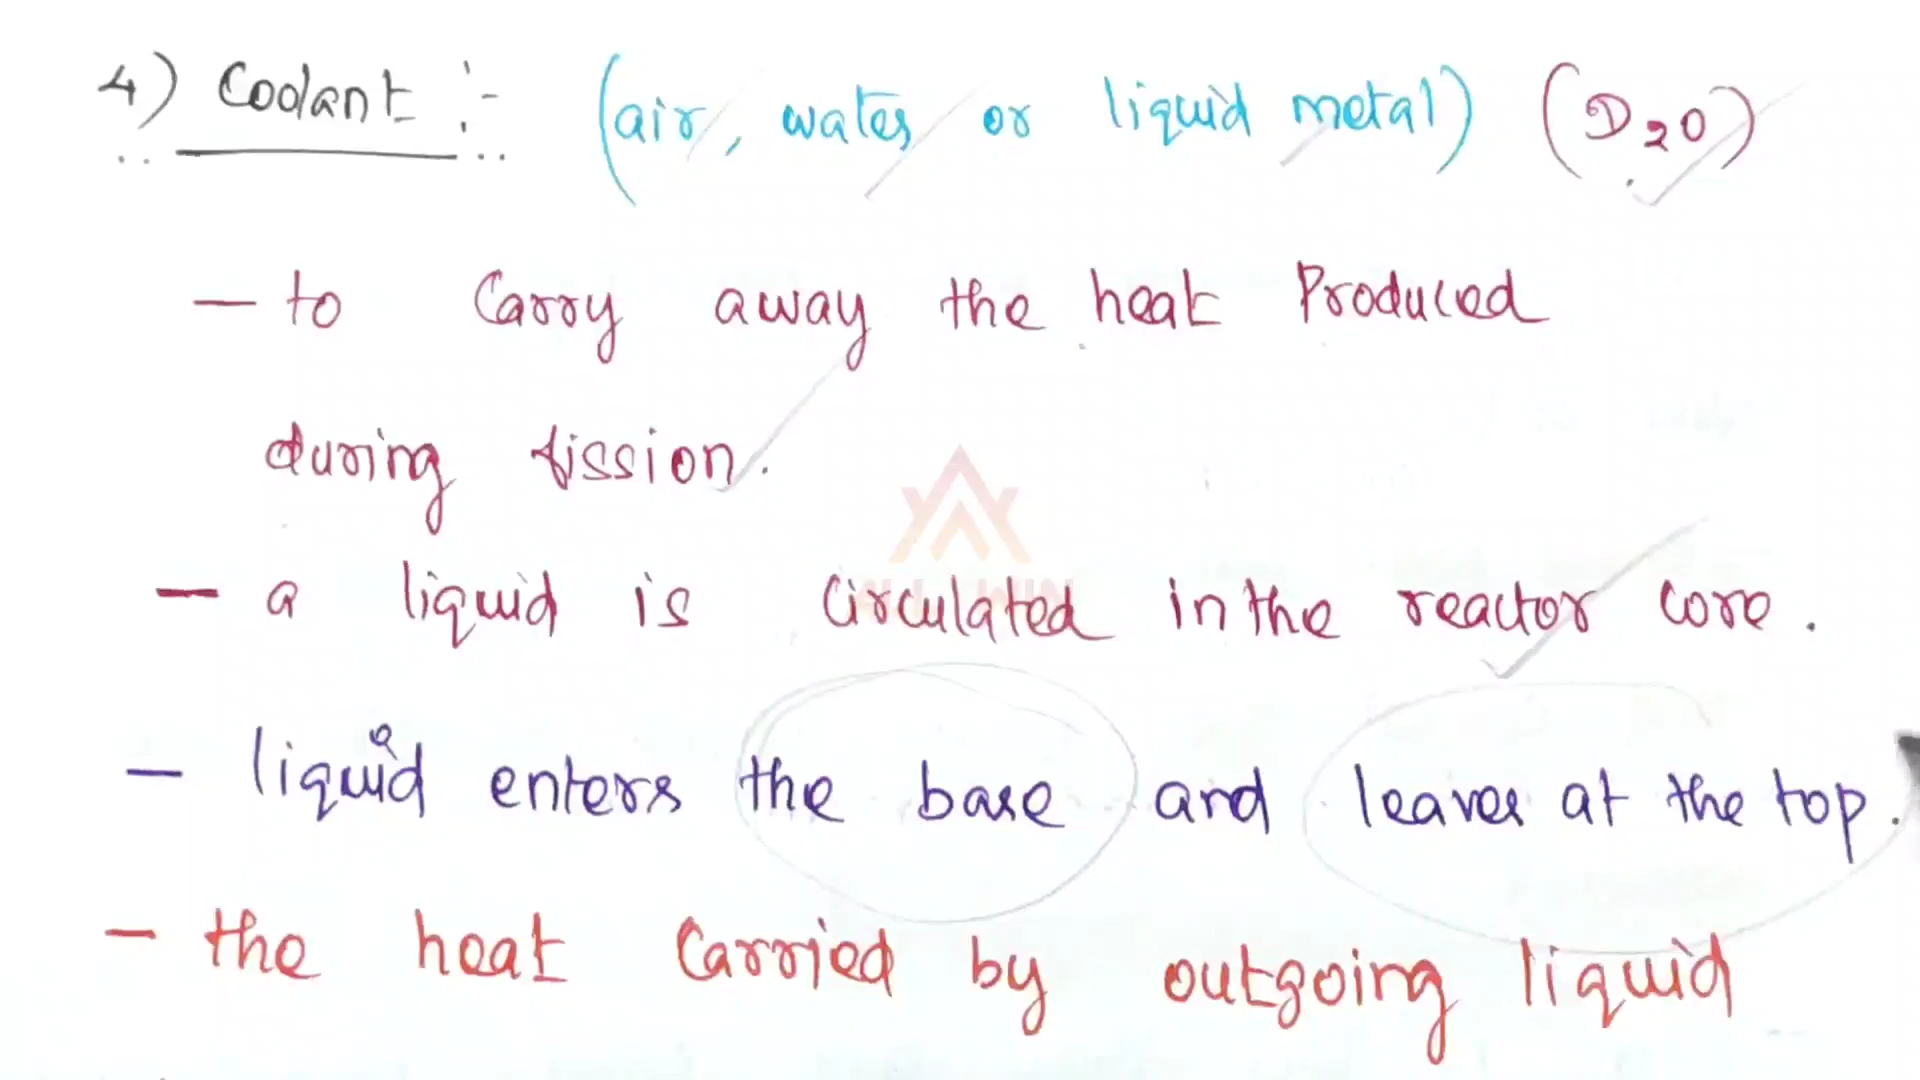 4) Coolant :- (air, water or liquid metal) (D₂O)
- to carry away the heat Produced
during fission.
- a liquid is circulated in the reactor core.
- liquid enters the base and leaves at the top.
- the heat carried by outgoing liquid